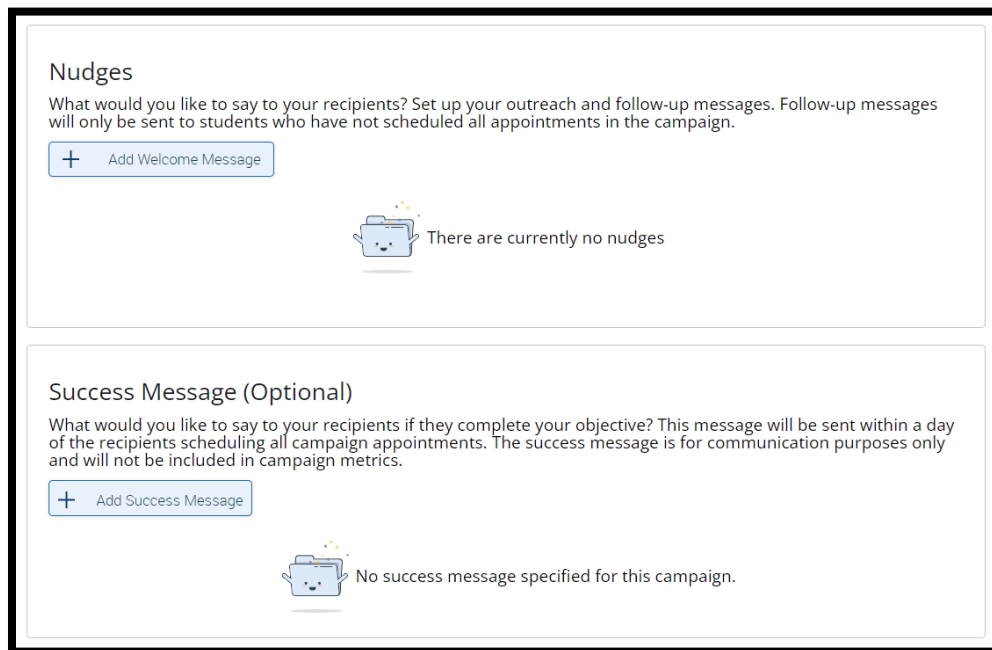 Nudges
What would you like to say to your recipients? Set up your outreach and follow-up messages. Follow-up messages
will only be sent to students who have not scheduled all appointments in the campaign.
+ Add Welcome Message
There are currently no nudges
Success Message (Optional)
What would you like to say to your recipients if they complete your objective? This message will be sent within a day
of the recipients scheduling all campaign appointments. The success message is for communication purposes only
and will not be included in campaign metrics.
+ Add Success Message
No success message specified for this campaign.